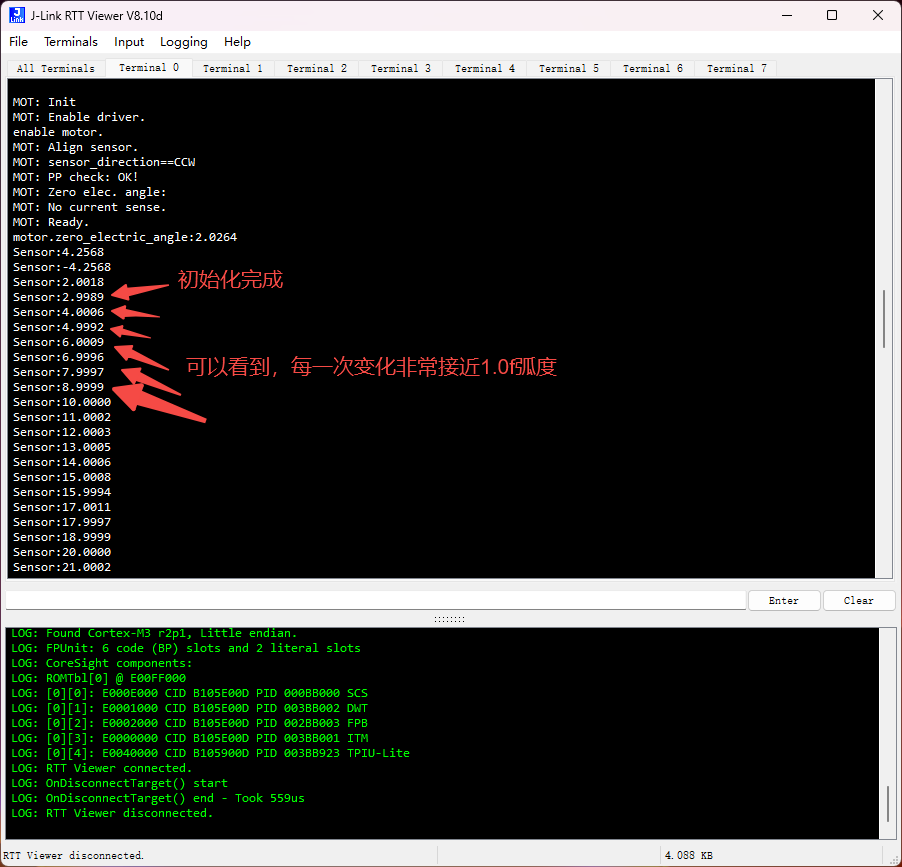 J-Link RTT Viewer V8.10d
File Terminals Input Logging Help
All Terminals Terminal 0 Terminal 1 Terminal 2 Terminal 3 Terminal 4 Terminal 5 Terminal 6 Terminal 7
MOT: Init
MOT: Enable driver.
enable motor.
MOT: Align sensor.
MOT: sensor_direction==CCW
MOT: PP check: OK!
MOT: Zero elec. angle:
MOT: No current sense.
MOT: Ready.
motor.zero_electric_angle:2.0264
Sensor:4.2568
Sensor:-4.2568
Sensor:2.0018
初始化完成
Sensor:2.9989
Sensor:4.0006
Sensor:4.9992
Sensor:6.0009
Sensor:6.9996
可以看到，每一次变化非常接近1.0f弧度
Sensor:7.9997
Sensor:8.9999
Sensor:10.0000
Sensor:11.0002
Sensor:12.0003
Sensor:13.0005
Sensor:14.0006
Sensor:15.0008
Sensor:15.9994
Sensor:17.0011
Sensor:17.9997
Sensor:18.9999
Sensor:20.0000
Sensor:21.0002
Enter Clear
LOG: Found Cortex-M3 r2p1, Little endian.
LOG: FPUnit: 6 code (BP) slots and 2 literal slots
LOG: CoreSight components:
LOG: ROMTbl[0] @ E00FF000
LOG: [0][0]: E000E000 CID B105E00D PID 000BB000 SCS
LOG: [0][1]: E0001000 CID B105E00D PID 003BB002 DWT
LOG: [0][2]: E0002000 CID B105E00D PID 002BB003 FPB
LOG: [0][3]: E0000000 CID B105E00D PID 003BB001 ITM
LOG: [0][4]: E0040000 CID B105900D PID 003BB923 TPIU-Lite
LOG: RTT Viewer connected.
LOG: OnDisconnectTarget() start
LOG: OnDisconnectTarget() end - Took 559us
LOG: RTT Viewer disconnected.
RTT Viewer disconnected. 4.088 KB